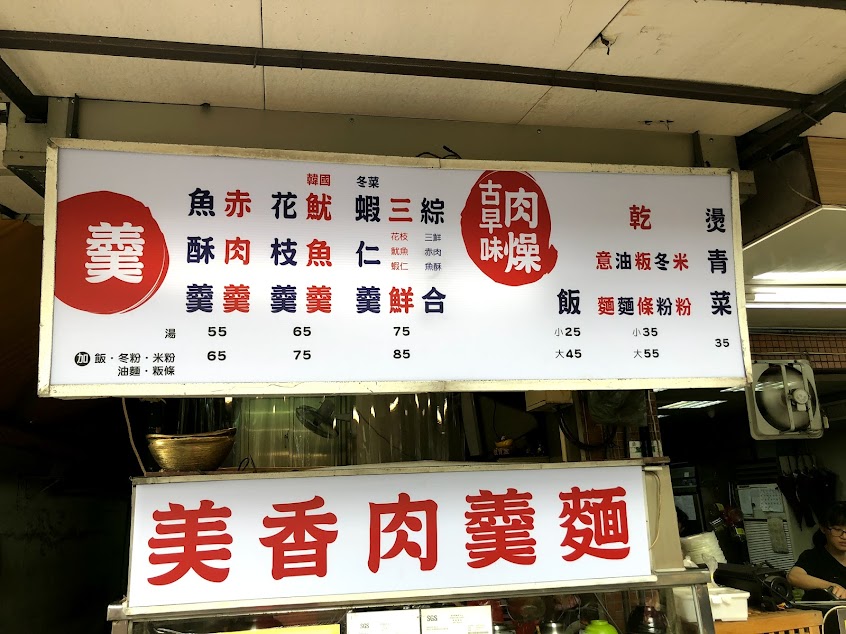 羹
魚酥羹
赤肉羹
花枝羹
韓國魷魚羹
冬菜蝦仁羹
三鮮
花枝
魷魚
蝦仁
綜合
三鮮
赤肉
魚酥
湯 55 65 75
加 飯・冬粉・米粉 65 75 85
油麵・粄條
古早味
肉燥
飯
小25
大45
乾
意麵
油麵
粄條
冬粉
米粉
小35
大55
燙青菜
35
美香肉羹麵
SGS
SGS